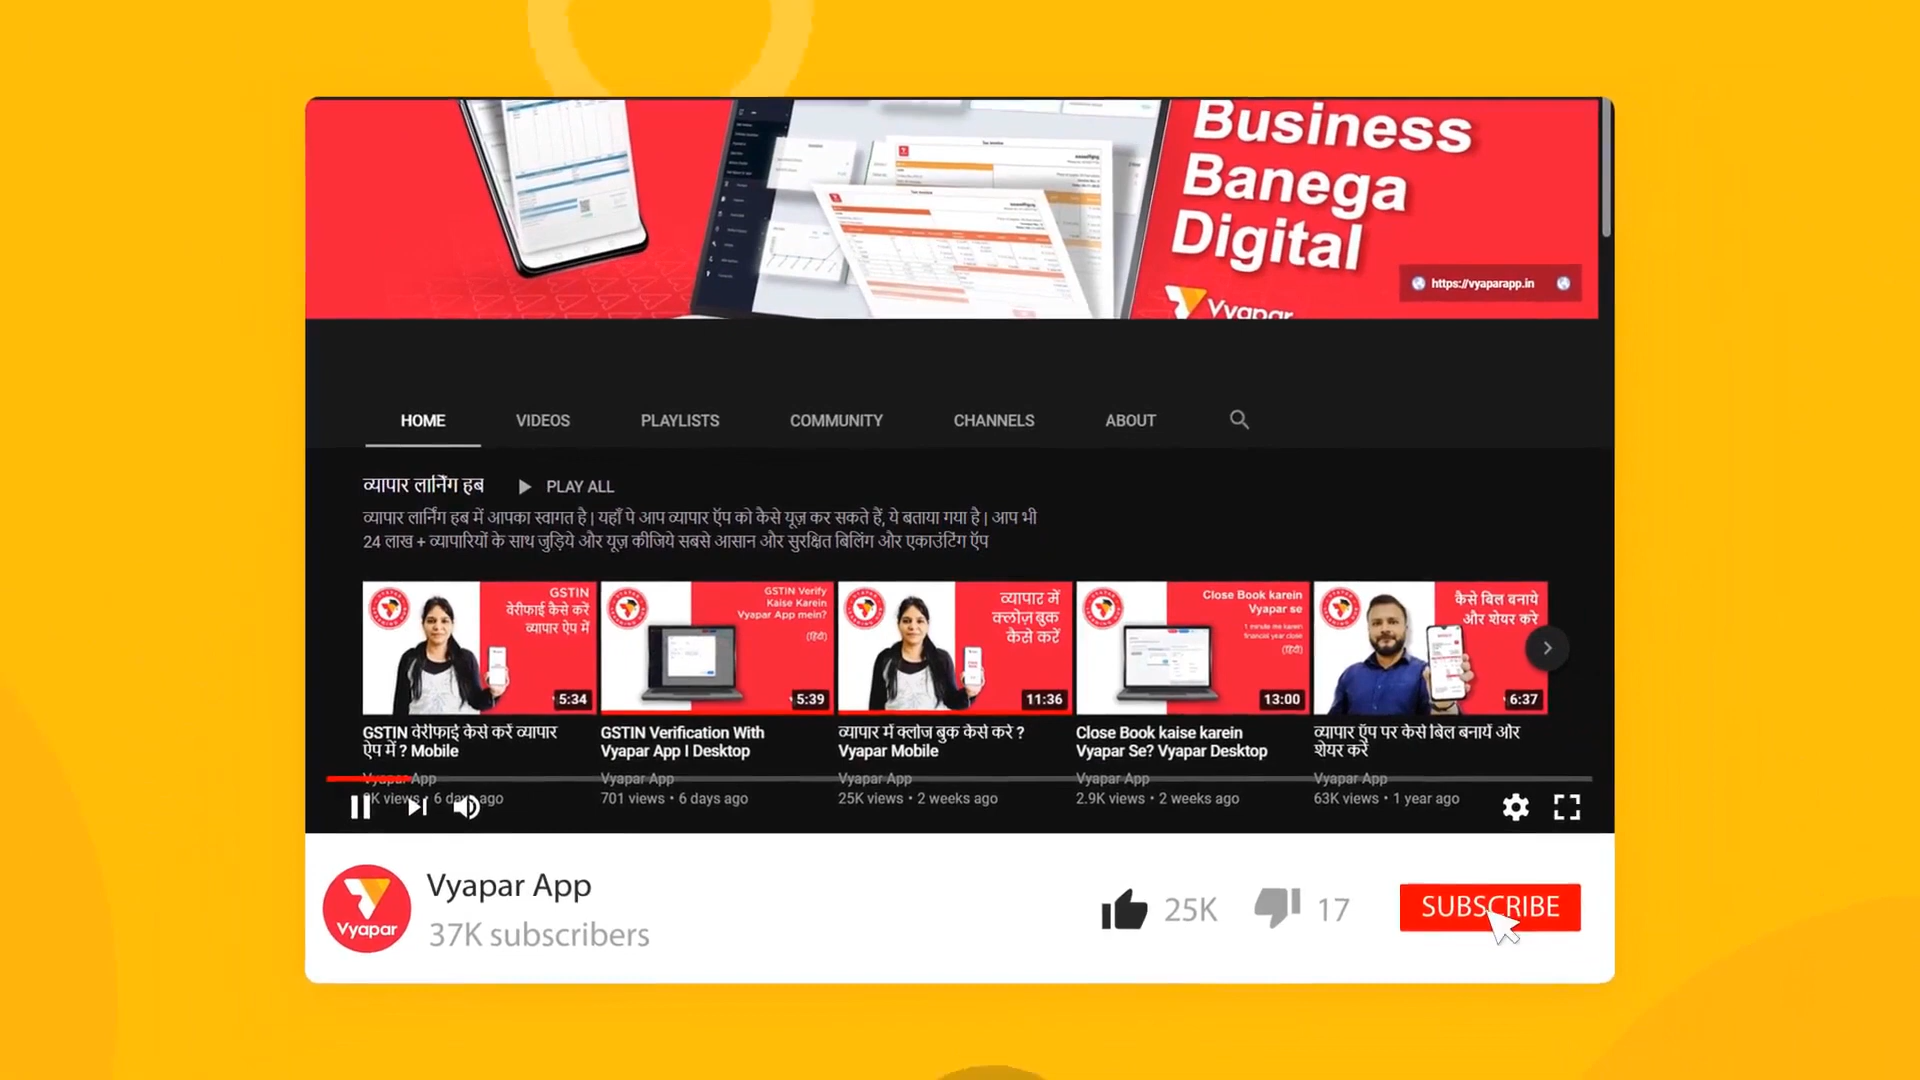 Business
Banega
Digital
https://vyaparapp.in
Vyapar
HOME VIDEOS PLAYLISTS COMMUNITY CHANNELS ABOUT
व्यापार लार्निंग हब PLAY ALL
व्यापार लार्निंग हब में आपका स्वागत है | यहाँ पे आप व्यापार ऍप को कैसे यूज़ कर सकते हैं, ये बताया गया है | आप भी
24 लाख + व्यापारियों के साथ जुड़िये और यूज़ कीजिये सबसे आसान और सुरक्षित बिलिंग और एकाउंटिंग ऍप
GSTIN
वेरीफाई कैसे करें
व्यापार ऐप में
5:34
GSTIN Verify
Kaise Karein
Vyapar App mein?
(हिंदी)
5:39
व्यापार में
क्लोज़ बुक
कैसे करें
11:36
Close Book karein
Vyapar se
1 minute me karein
financial year close
(हिंदी)
13:00
कैसे बिल बनाये
और शेयर करे
6:37
GSTIN वेरीफाई कैसे करें व्यापार
ऐप में ? Mobile
GSTIN Verification With
Vyapar App I Desktop
व्यापार में क्लोज बुक कैसे करे ?
Vyapar Mobile
Close Book kaise karein
Vyapar Se? Vyapar Desktop
व्यापार ऍप पर कैसे बिल बनायें और
शेयर करें
Vyapar App
K views • 6 days ago
Vyapar App
701 views • 6 days ago
Vyapar App
25K views • 2 weeks ago
Vyapar App
2.9K views • 2 weeks ago
Vyapar App
63K views • 1 year ago
Vyapar
Vyapar App
37K subscribers
25K
17
SUBSCRIBE